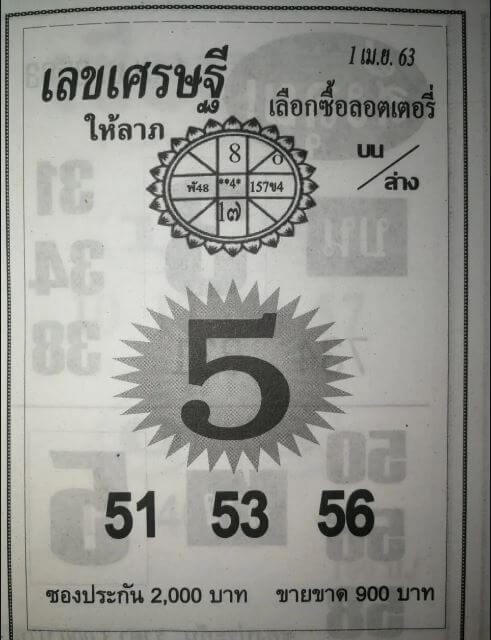 1 เม.ย. 63
เลขเศรษฐี
ให้ลาภ
เลือกซื้อลอตเตอรี่
บน/ล่าง
8
พ48 **4* 157ข4
1๗
5
51 53 56
ซองประกัน 2,000 บาท ขายขาด 900 บาท